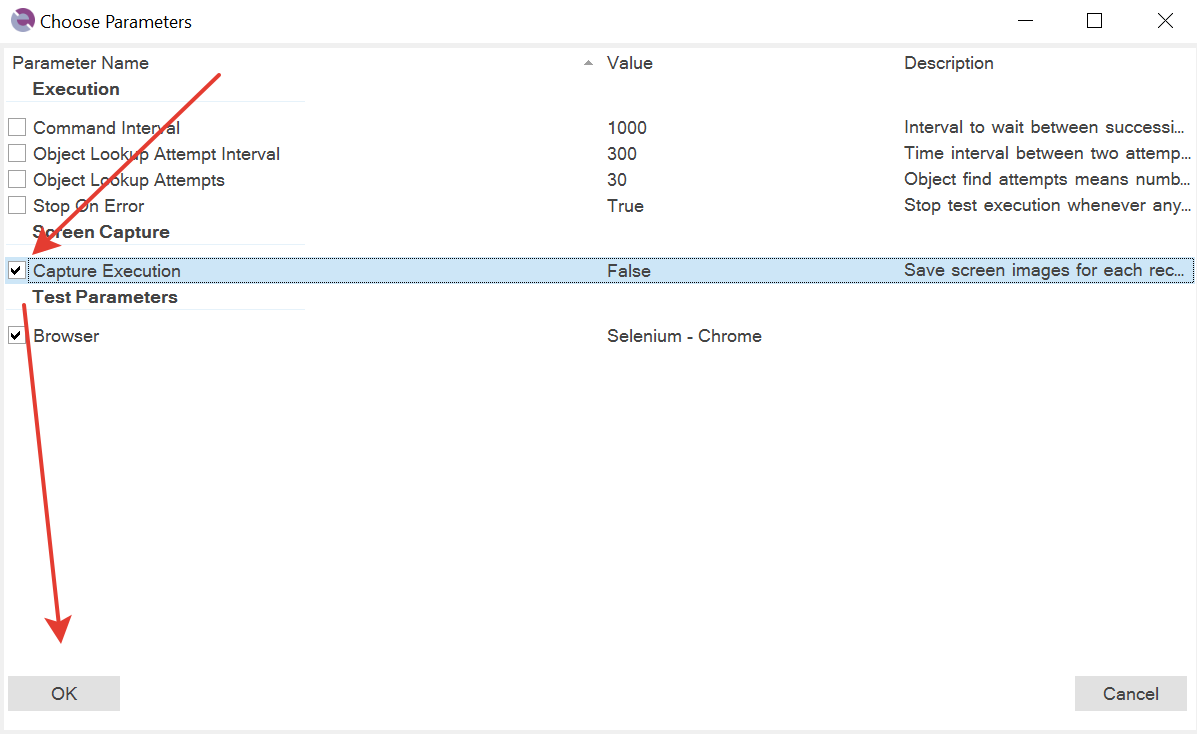 Choose Parameters
Parameter Name Value Description
Execution
Command Interval 1000 Interval to wait between successi...
Object Lookup Attempt Interval 300 Time interval between two attemp...
Object Lookup Attempts 30 Object find attempts means numb...
Stop On Error True Stop test execution whenever any...
Screen Capture
Capture Execution False Save screen images for each rec...
Test Parameters
Browser Selenium - Chrome
OK Cancel